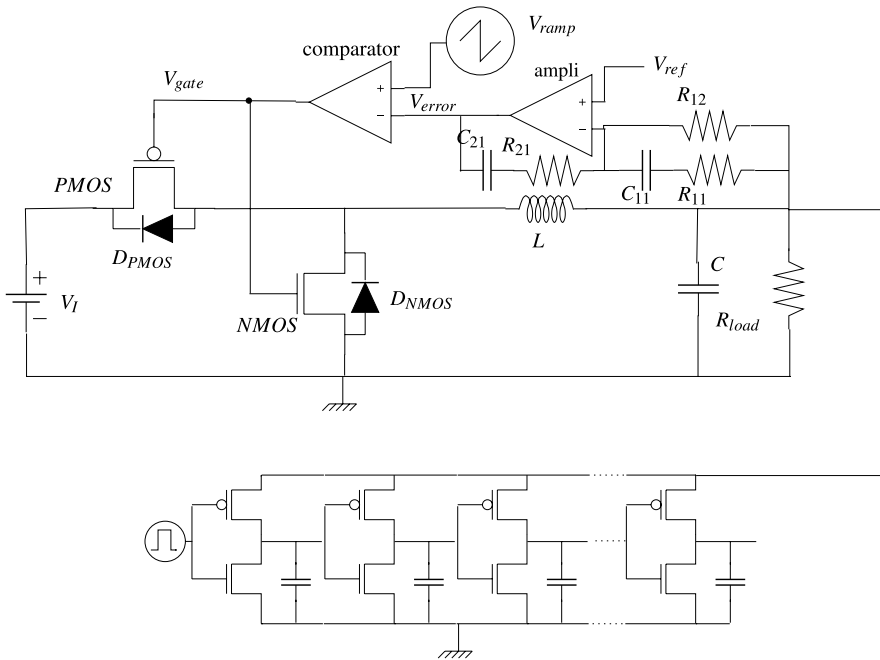 V_ramp
comparator
ampli
V_ref
V_gate
+
V_error
+
R_12
−
−
C_21
R_21
PMOS
C_11
R_11
D_PMOS
L
+
V_I
−
D_NMOS
C
NMOS
R_load